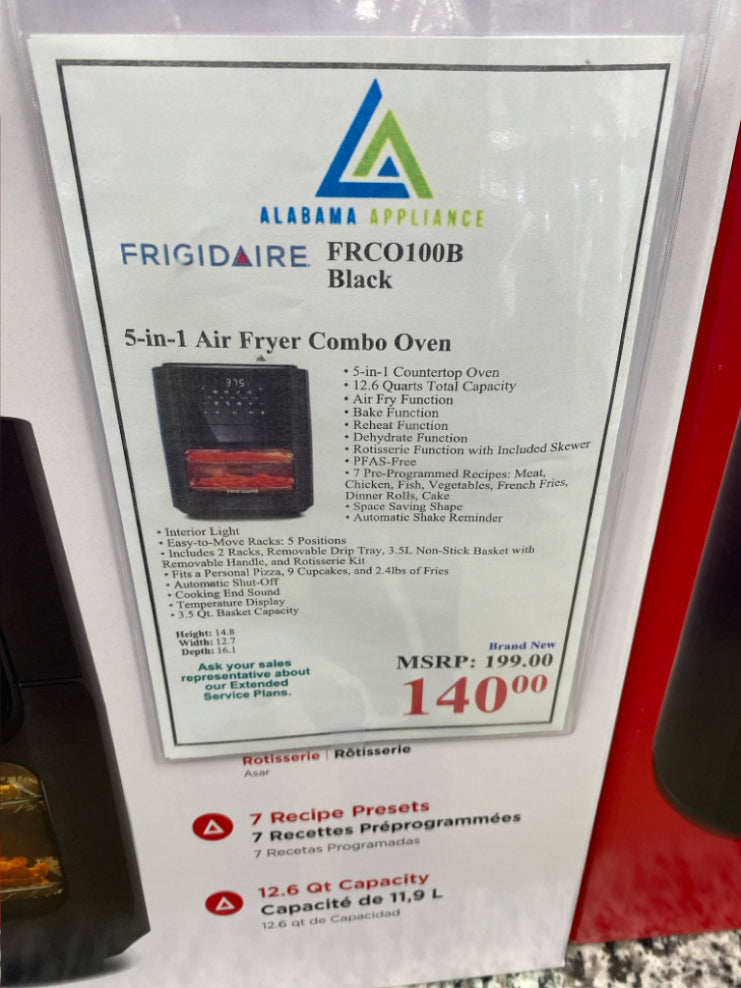 ALABAMA APPLIANCE
FRIGIDAIRE FRCO100B
Black
5-in-1 Air Fryer Combo Oven
375
FRIGIDAIRE
• 5-in-1 Countertop Oven
• 12.6 Quarts Total Capacity
• Air Fry Function
• Bake Function
• Reheat Function
• Dehydrate Function
• Rotisserie Function with Included Skewer
• PFAS-Free
• 7 Pre-Programmed Recipes: Meat,
Chicken, Fish, Vegetables, French Fries,
Dinner Rolls, Cake
• Space Saving Shape
• Automatic Shake Reminder
• Interior Light
• Easy-to-Move Racks: 5 Positions
• Includes 2 Racks, Removable Drip Tray, 3.5L Non-Stick Basket with
Removable Handle, and Rotisserie Kit
• Fits a Personal Pizza, 9 Cupcakes, and 2.4lbs of Fries
• Automatic Shut-Off
• Cooking End Sound
• Temperature Display
• 3.5 Qt. Basket Capacity
Height: 14.8
Width: 12.7
Depth: 16.1
Ask your sales
representative about
our Extended
Service Plans.
Brand New
MSRP: 199.00
140⁰⁰
Rotisserie | Rôtisserie
Asar
7 Recipe Presets
7 Recettes Préprogrammées
7 Recetas Programadas
12.6 Qt Capacity
Capacité de 11,9 L
12.6 qt de Capacidad